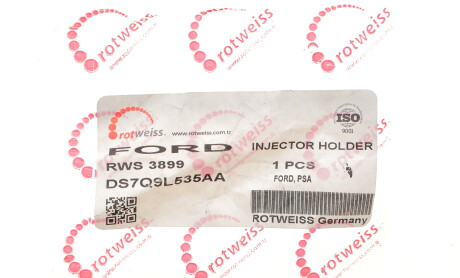 rotweiss
rotweiss
rotweiss
rotweiss. www.rotweiss.com.tr
ISO
9001
FORD INJECTOR HOLDER
RWS 3899 1 PCS
DS7Q9L535AA FORD, PSA
ROTWEISS Germany
rotweiss
rotweiss
rotweiss